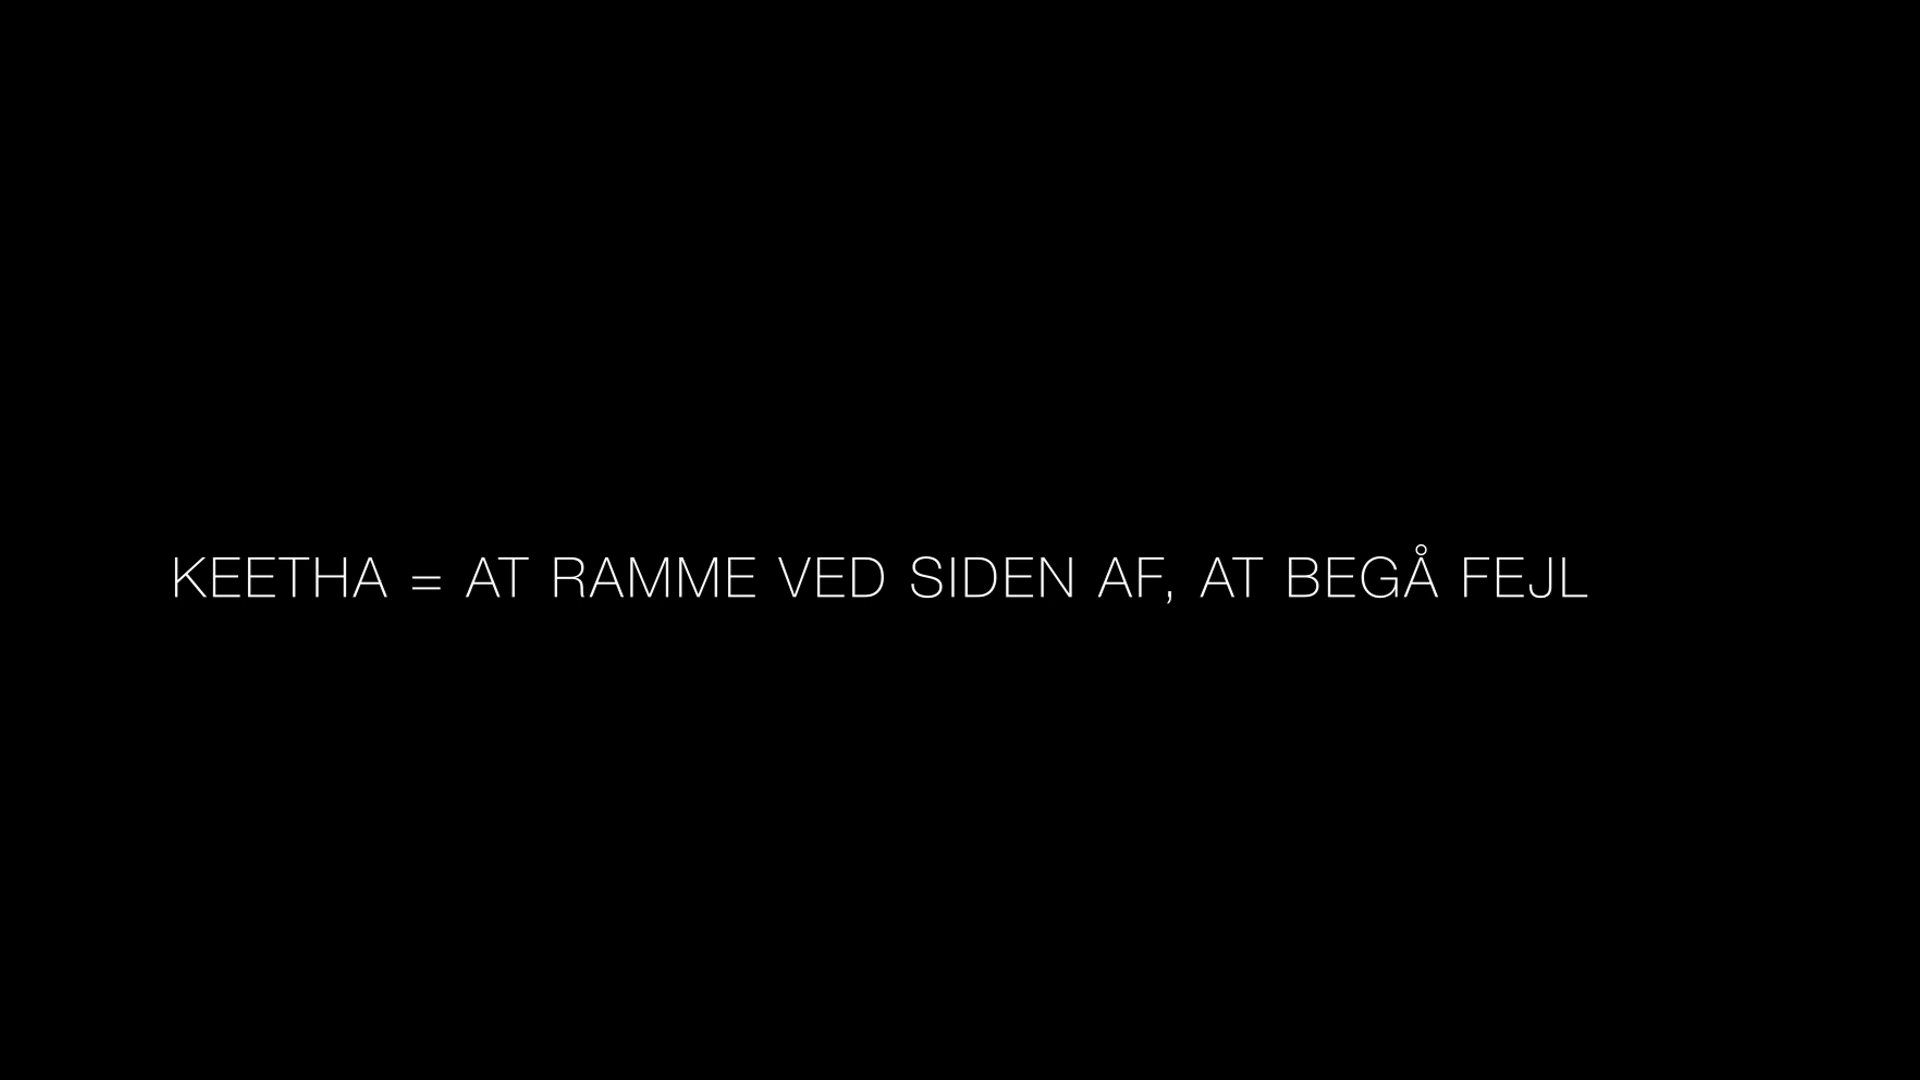 KEETHA = AT RAMME VED SIDEN AF, AT BEGÅ FEJL